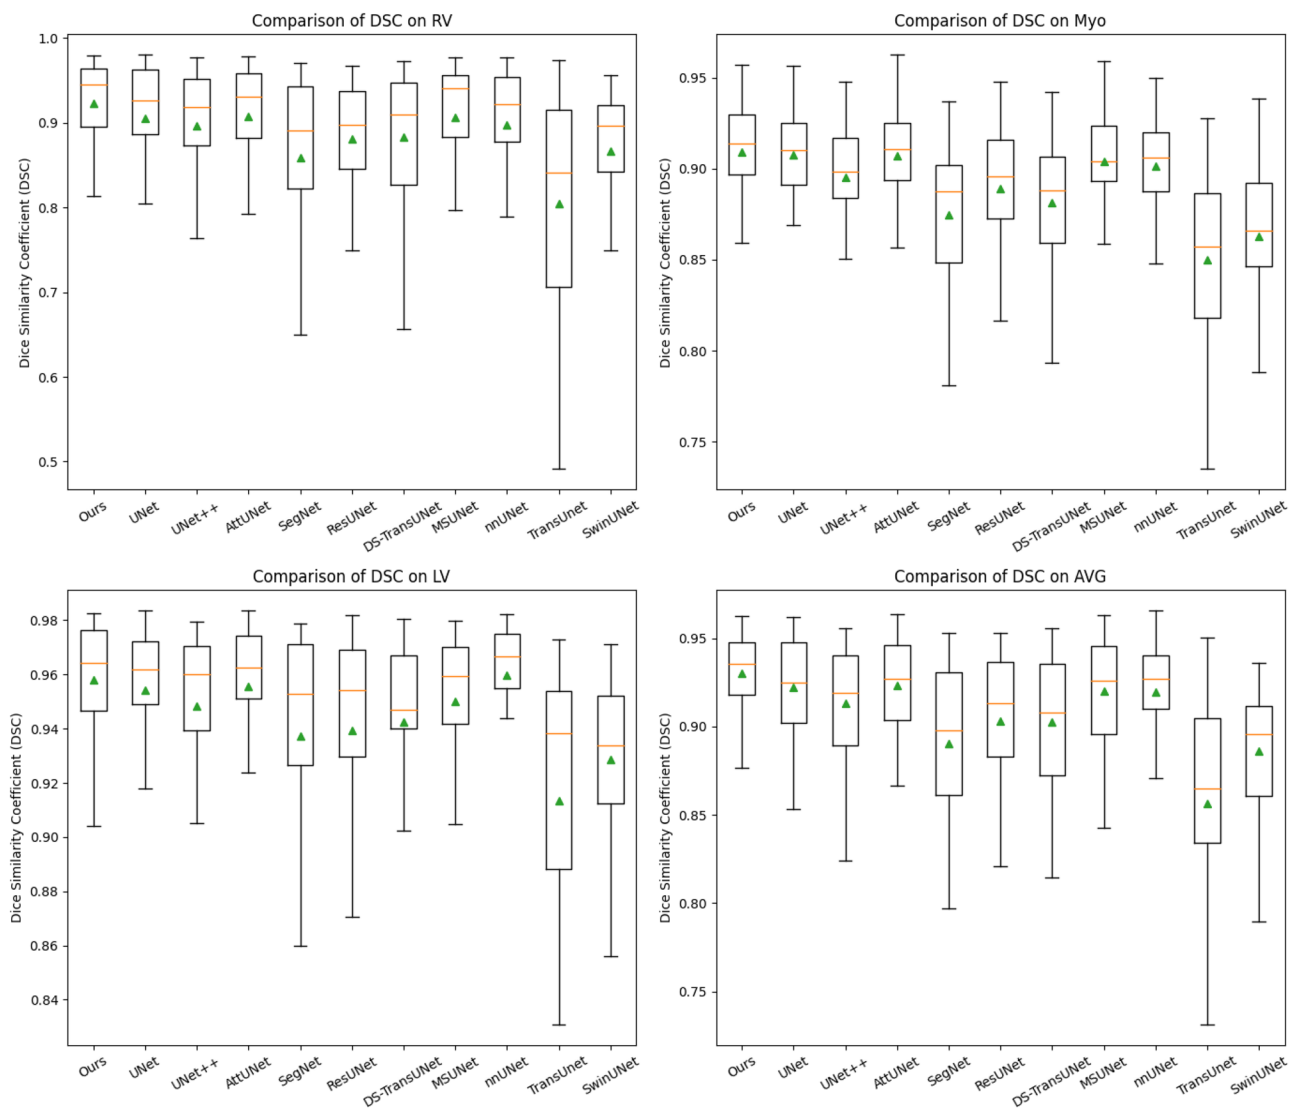 Comparison of DSC on RV
Dice Similarity Coefficient (DSC)
1.0
0.9
0.8
0.7
0.6
0.5
Ours
UNet
UNet++
AttUNet
SegNet
ResUNet
DS-TransUNet
MSUNet
nnUNet
TransUnet
SwinUNet
Comparison of DSC on Myo
Dice Similarity Coefficient (DSC)
0.95
0.90
0.85
0.80
0.75
Ours
UNet
UNet++
AttUNet
SegNet
ResUNet
DS-TransUNet
MSUNet
nnUNet
TransUnet
SwinUNet
Comparison of DSC on LV
Dice Similarity Coefficient (DSC)
0.98
0.96
0.94
0.92
0.90
0.88
0.86
0.84
Ours
UNet
UNet++
AttUNet
SegNet
ResUNet
DS-TransUNet
MSUNet
nnUNet
TransUnet
SwinUNet
Comparison of DSC on AVG
Dice Similarity Coefficient (DSC)
0.95
0.90
0.85
0.80
0.75
Ours
UNet
UNet++
AttUNet
SegNet
ResUNet
DS-TransUNet
MSUNet
nnUNet
TransUnet
SwinUNet